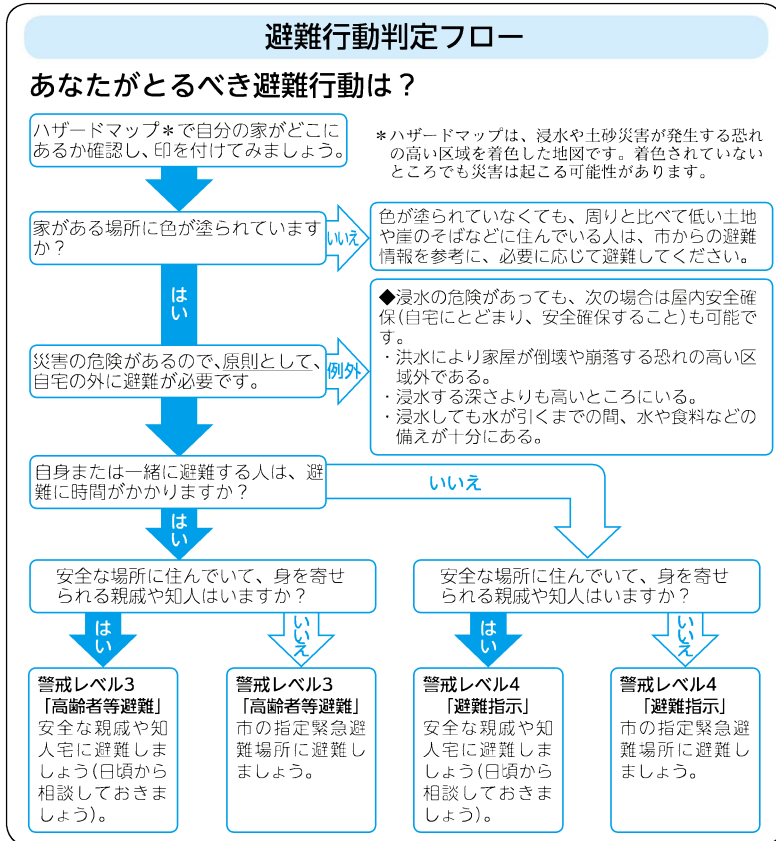 避難行動判定フロー
あなたがとるべき避難行動は？
ハザードマップ＊で自分の家がどこに
あるか確認し、印を付けてみましょう。
＊ハザードマップは、浸水や土砂災害が発生する恐れ
の高い区域を着色した地図です。着色されていない
ところでも災害は起こる可能性があります。
家がある場所に色が塗られています
か？
いいえ
色が塗られていなくても、周りと比べて低い土地
や崖のそばなどに住んでいる人は、市からの避難
情報を参考に、必要に応じて避難してください。
はい
災害の危険があるので、原則として、
自宅の外に避難が必要です。
例外
◆浸水の危険があっても、次の場合は屋内安全確
保(自宅にとどまり、安全確保すること)も可能で
す。
・洪水により家屋が倒壊や崩落する恐れの高い区
域外である。
・浸水する深さよりも高いところにいる。
・浸水しても水が引くまでの間、水や食料などの
備えが十分にある。
自身または一緒に避難する人は、避
難に時間がかかりますか？
いいえ
はい
安全な場所に住んでいて、身を寄せ
られる親戚や知人はいますか？
安全な場所に住んでいて、身を寄せ
られる親戚や知人はいますか？
はい
いいえ
はい
いいえ
警戒レベル3
「高齢者等避難」
安全な親戚や知
人宅に避難しま
しょう(日頃から
相談しておきま
しょう)。
警戒レベル3
「高齢者等避難」
市の指定緊急避
難場所に避難し
ましょう。
警戒レベル4
「避難指示」
安全な親戚や知
人宅に避難しま
しょう(日頃から
相談しておきま
しょう)。
警戒レベル4
「避難指示」
市の指定緊急避
難場所に避難し
ましょう。